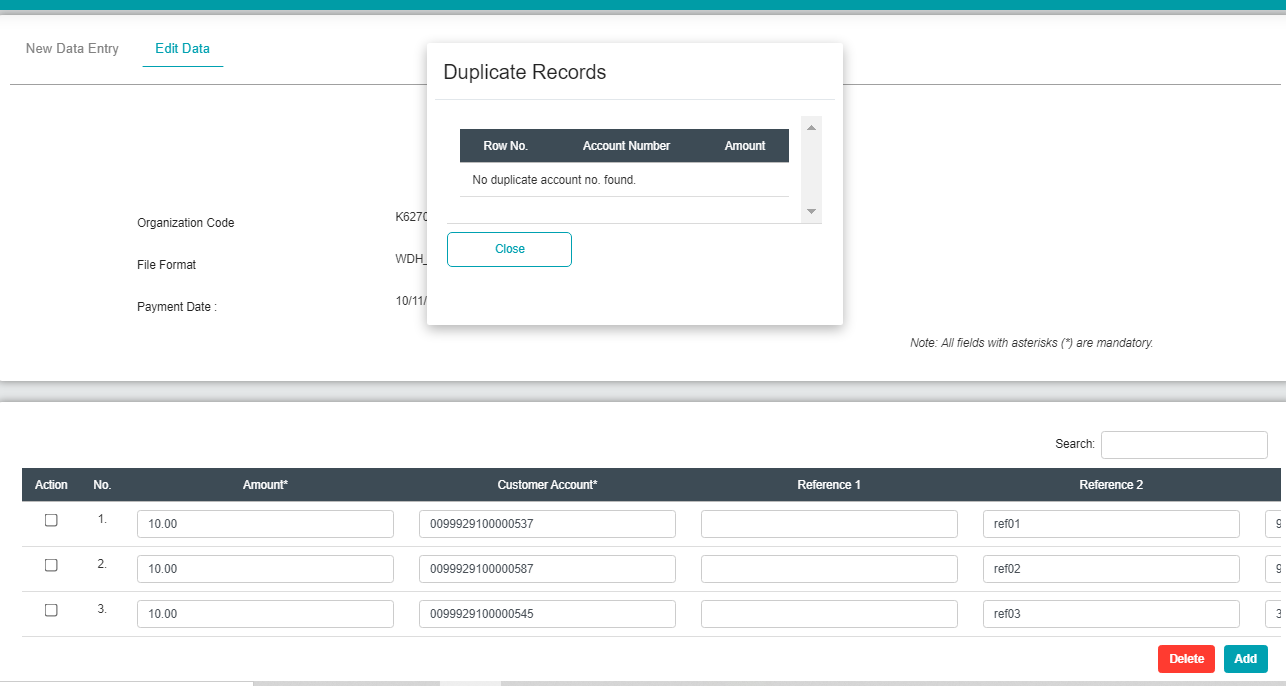 New Data Entry Edit Data
Duplicate Records
Row No. Account Number Amount
No duplicate account no. found.
Close
Organization Code K6270
File Format WDH_
Payment Date : 10/11/
Note: All fields with asterisks (*) are mandatory.
Search:
Action No. Amount* Customer Account* Reference 1 Reference 2
1. 10.00 0099929100000537 ref01 9
2. 10.00 0099929100000587 ref02 9
3. 10.00 0099929100000545 ref03 3
Delete Add